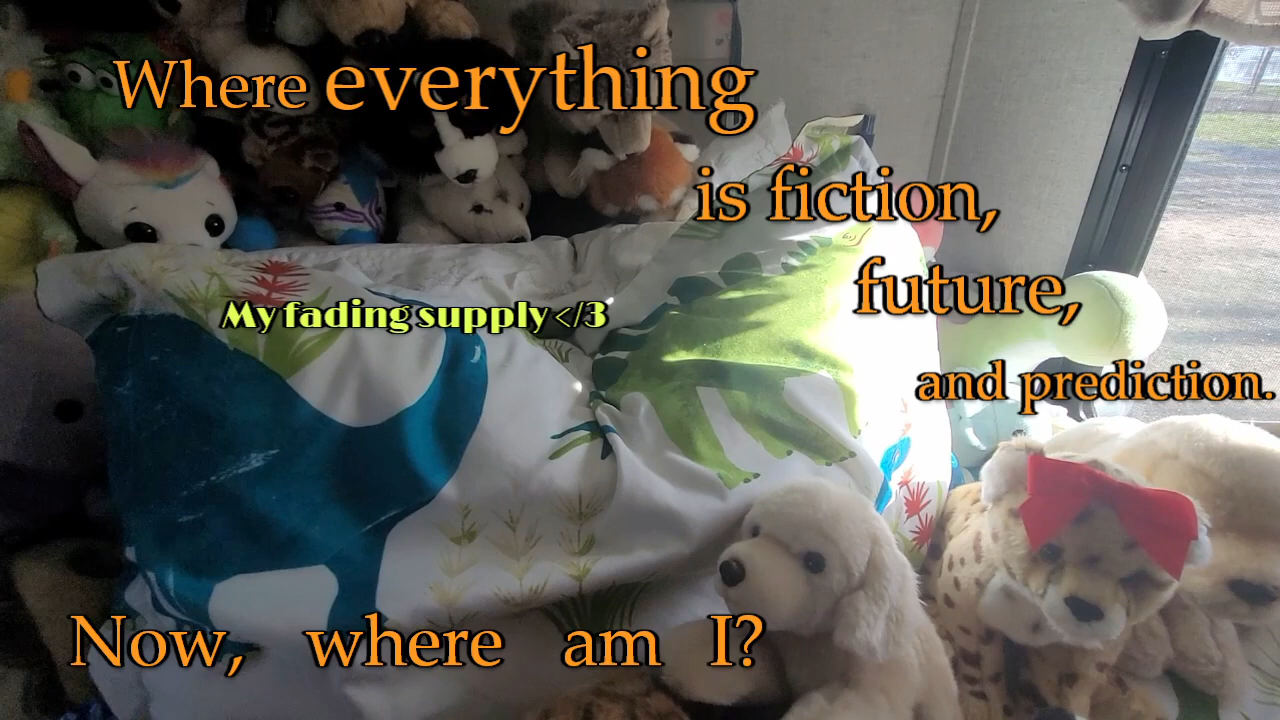 Where everything
is fiction,
future,
My fading supply </3
and prediction.
Now, where am I?